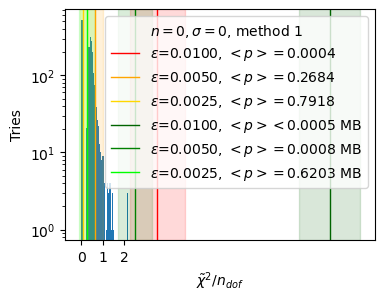 n = 0, σ = 0, method 1
ε=0.0100, <p>=0.0004
ε=0.0050, <p>=0.2684
ε=0.0025, <p>=0.7918
ε=0.0100, <p><0.0005 MB
ε=0.0050, <p>=0.0008 MB
ε=0.0025, <p>=0.6203 MB
Tries
10²
10¹
10⁰
0 1 2
χ̃²/n_dof